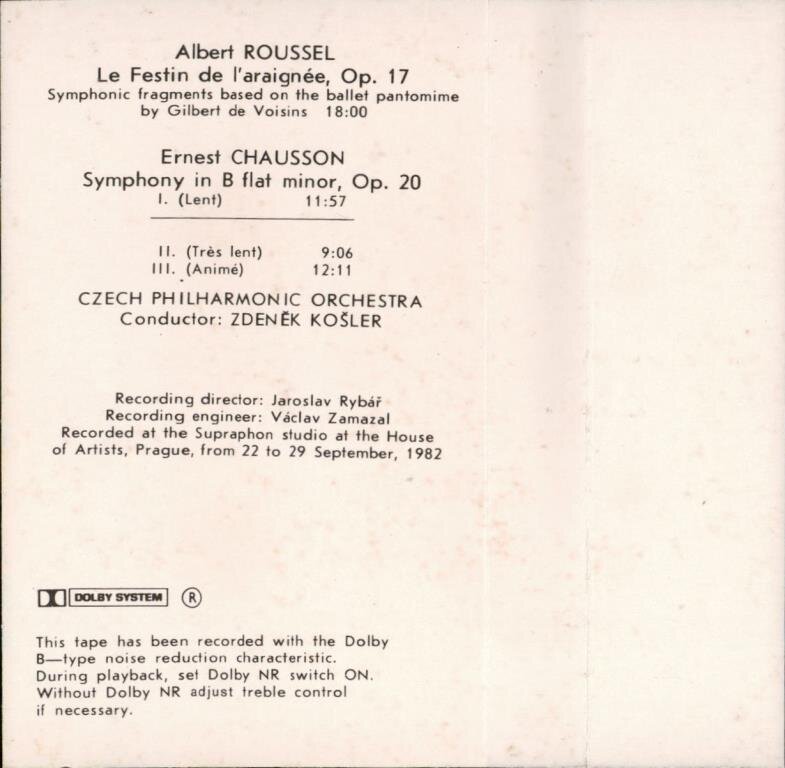 Albert ROUSSEL
Le Festin de l'araignée, Op. 17
Symphonic fragments based on the ballet pantomime
by Gilbert de Voisins 18:00
Ernest CHAUSSON
Symphony in B flat minor, Op. 20
I. (Lent) 11:57
II. (Très lent) 9:06
III. (Animé) 12:11
CZECH PHILHARMONIC ORCHESTRA
Conductor: ZDENĚK KOŠLER
Recording director: Jaroslav Rybář
Recording engineer: Václav Zamazal
Recorded at the Supraphon studio at the House
of Artists, Prague, from 22 to 29 September, 1982
DOLBY SYSTEM ®
This tape has been recorded with the Dolby
B—type noise reduction characteristic.
During playback, set Dolby NR switch ON.
Without Dolby NR adjust treble control
if necessary.